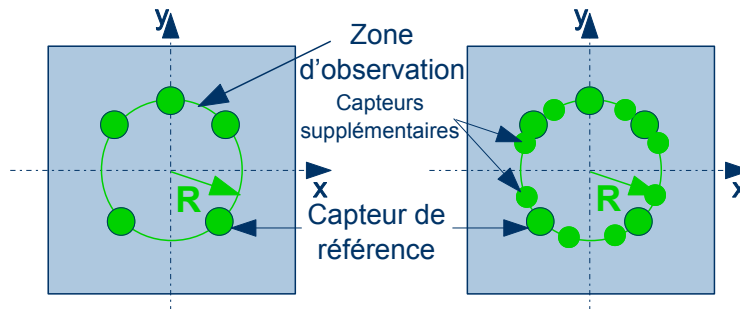 y
Zone
d'observation
Capteurs
supplémentaires
x
R
Capteur de
référence
y
x
R